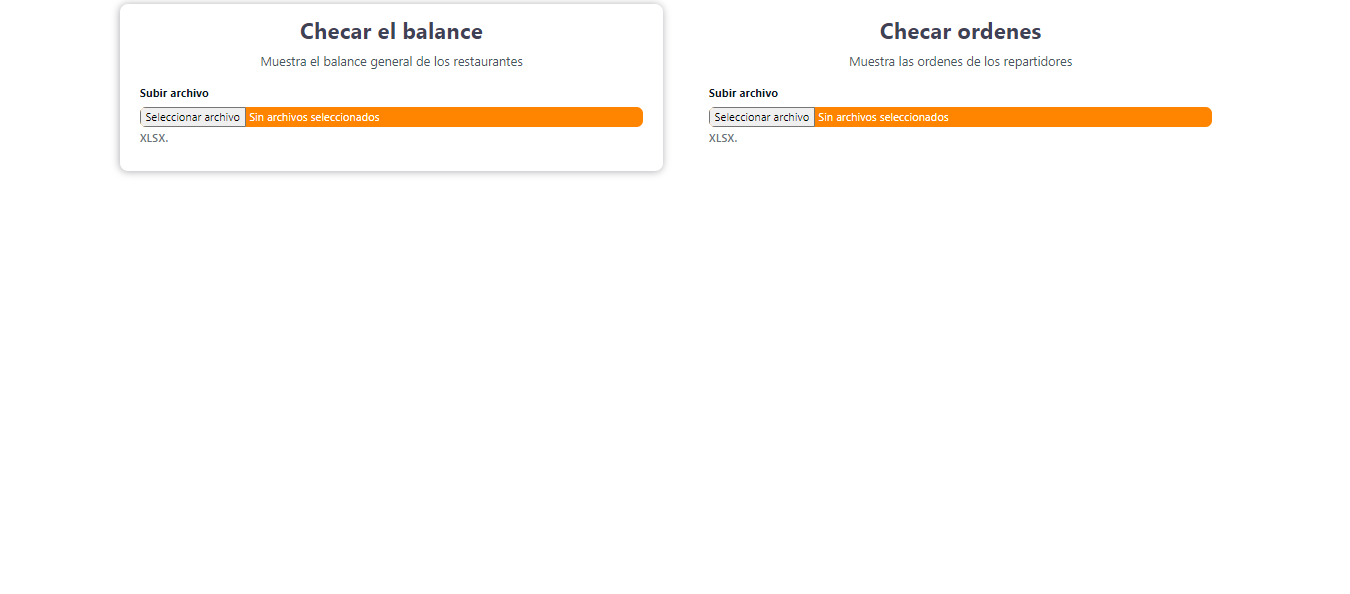 Checar el balance
Muestra el balance general de los restaurantes
Subir archivo
Seleccionar archivo Sin archivos seleccionados
XLSX.
Checar ordenes
Muestra las ordenes de los repartidores
Subir archivo
Seleccionar archivo Sin archivos seleccionados
XLSX.